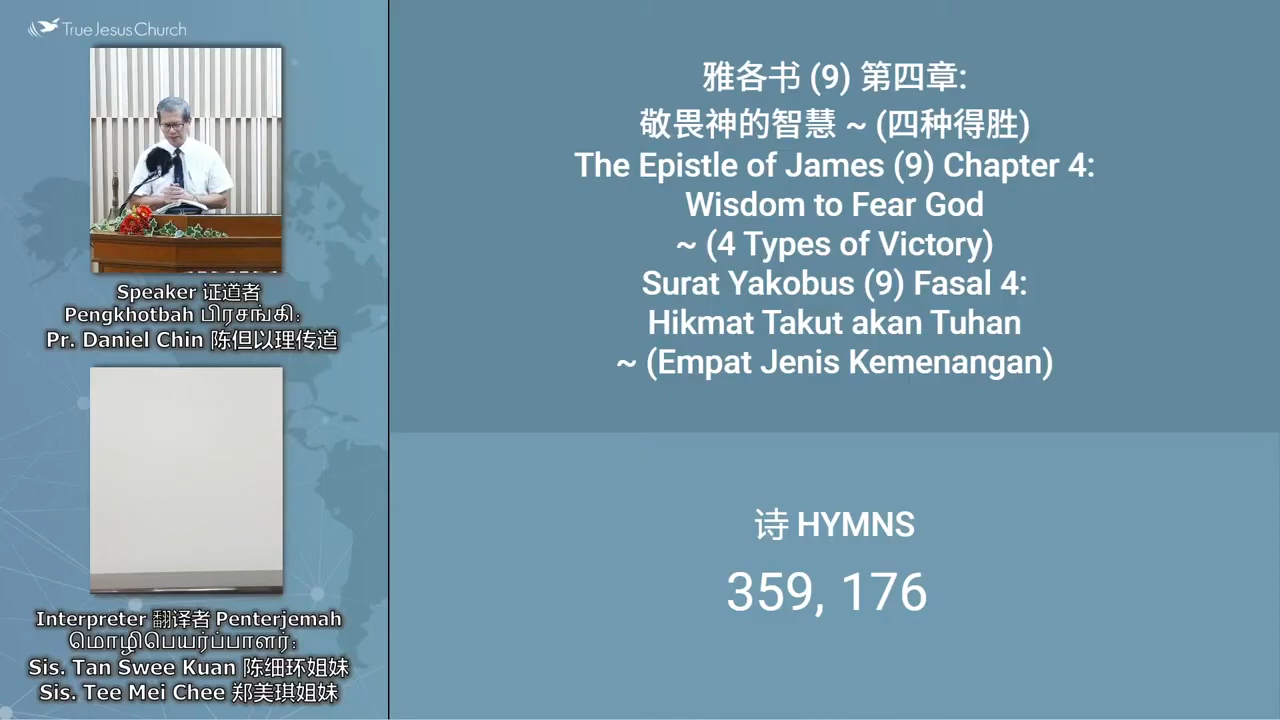 True Jesus Church
Speaker 证道者
Pengkhotbah பிரசங்கி:
Pr. Daniel Chin 陈但以理传道
Interpreter 翻译者 Penterjemah
மொழிபெயர்ப்பாளர்:
Sis. Tan Swee Kuan 陈细环姐妹
Sis. Tee Mei Chee 郑美琪姐妹
雅各书 (9) 第四章:
敬畏神的智慧 ~ (四种得胜)
The Epistle of James (9) Chapter 4:
Wisdom to Fear God
~ (4 Types of Victory)
Surat Yakobus (9) Fasal 4:
Hikmat Takut akan Tuhan
~ (Empat Jenis Kemenangan)
诗 HYMNS
359, 176